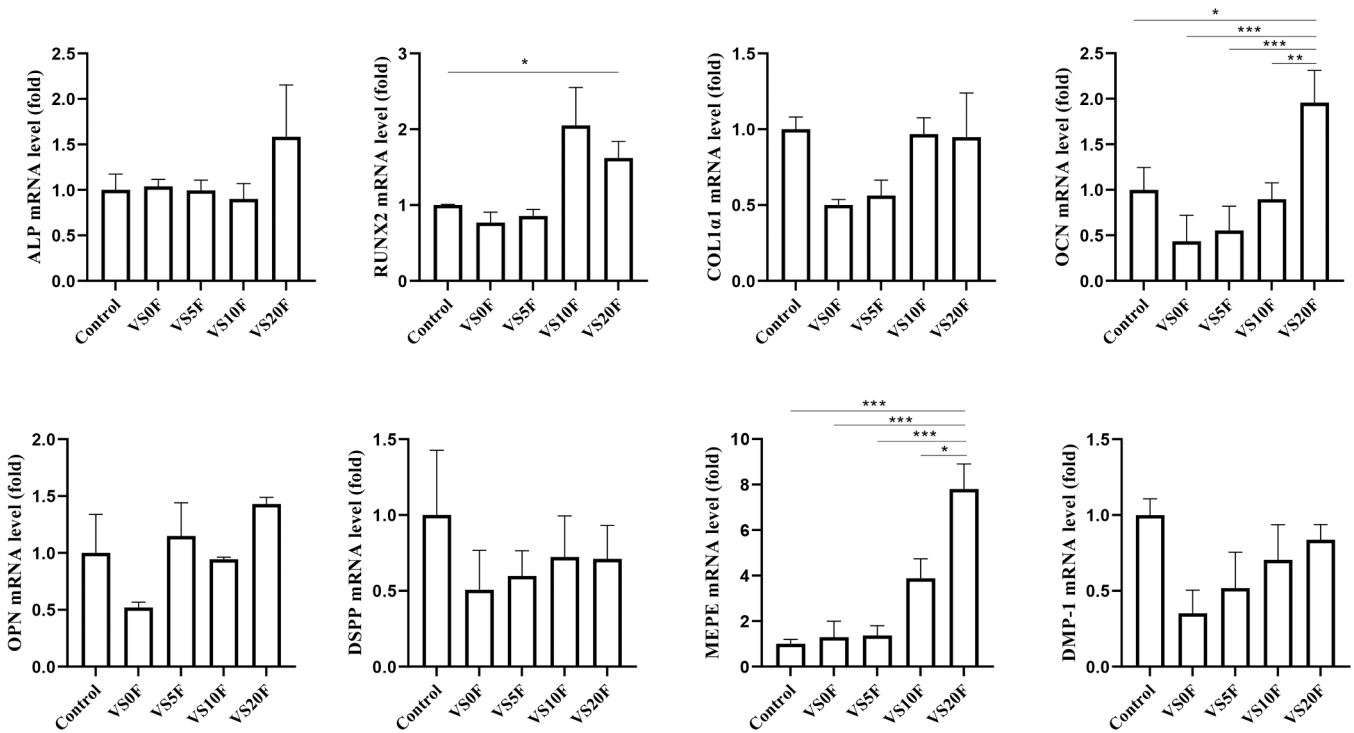 ALP mRNA level (fold)
2.5
2.0
1.5
1.0
0.5
0.0
Control
VS0F
VS5F
VS10F
VS20F
RUNX2 mRNA level (fold)
3
2
1
0
*
Control
VS0F
VS5F
VS10F
VS20F
COL1α1 mRNA level (fold)
1.5
1.0
0.5
0.0
Control
VS0F
VS5F
VS10F
VS20F
OCN mRNA level (fold)
2.5
2.0
1.5
1.0
0.5
0.0
*
***
***
**
Control
VS0F
VS5F
VS10F
VS20F
OPN mRNA level (fold)
2.0
1.5
1.0
0.5
0.0
Control
VS0F
VS5F
VS10F
VS20F
DSPP mRNA level (fold)
1.5
1.0
0.5
0.0
Control
VS0F
VS5F
VS10F
VS20F
MEPE mRNA level (fold)
10
8
6
4
2
0
***
***
***
*
Control
VS0F
VS5F
VS10F
VS20F
DMP-1 mRNA level (fold)
1.5
1.0
0.5
0.0
Control
VS0F
VS5F
VS10F
VS20F